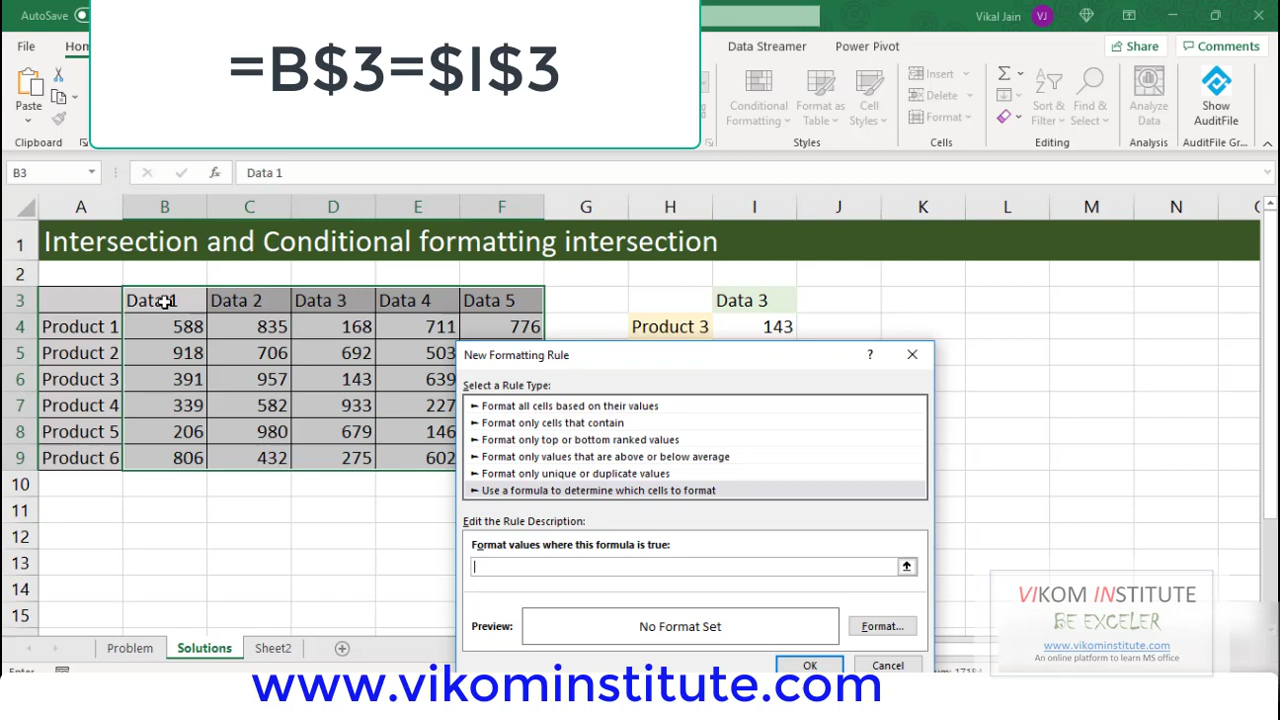 AutoSave
Vikal Jain
VJ
=B$3=$I$3
File
Hom
Data Streamer
Power Pivot
Share
Comments
Paste
Conditional Formatting
Format as Table
Cell Styles
Insert
Delete
Format
Sort & Filter
Find & Select
Analyze Data
Show AuditFile
Clipboard
Styles
Cells
Editing
Analysis
AuditFile Gr...
B3
fx
Data 1
A B C D E F G H I J K L M N
1 Intersection and Conditional formatting intersection
2
3 Data 1 Data 2 Data 3 Data 4 Data 5 Data 3
4 Product 1 588 835 168 711 776 Product 3 143
5 Product 2 918 706 692 503
6 Product 3 391 957 143 639
7 Product 4 339 582 933 227
8 Product 5 206 980 679 146
9 Product 6 806 432 275 602
10
11
12
13
14
15
New Formatting Rule
? ×
Select a Rule Type:
► Format all cells based on their values
► Format only cells that contain
► Format only top or bottom ranked values
► Format only values that are above or below average
► Format only unique or duplicate values
► Use a formula to determine which cells to format
Edit the Rule Description:
Format values where this formula is true:
Preview:
No Format Set
Format...
OK
Cancel
VIKOM INSTITUTE
BE EXCELER
www.vikominstitute.com
An online platform to learn MS office
Problem
Solutions
Sheet2
www.vikominstitute.com